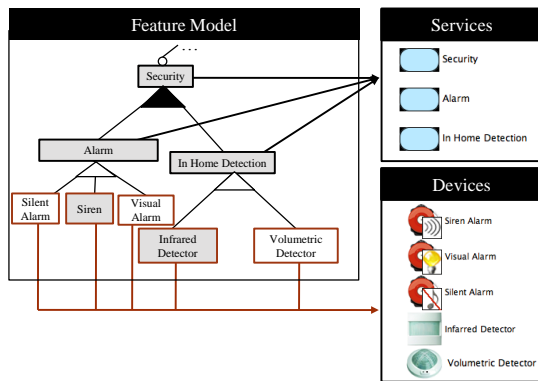 Feature Model
...
Security
Alarm
In Home Detection
Silent
Alarm
Siren
Visual
Alarm
Infrared
Detector
Volumetric
Detector
Services
Security
Alarm
In Home Detection
Devices
Siren Alarm
Visual Alarm
Silent Alarm
Infarred Detector
Volumetric Detector